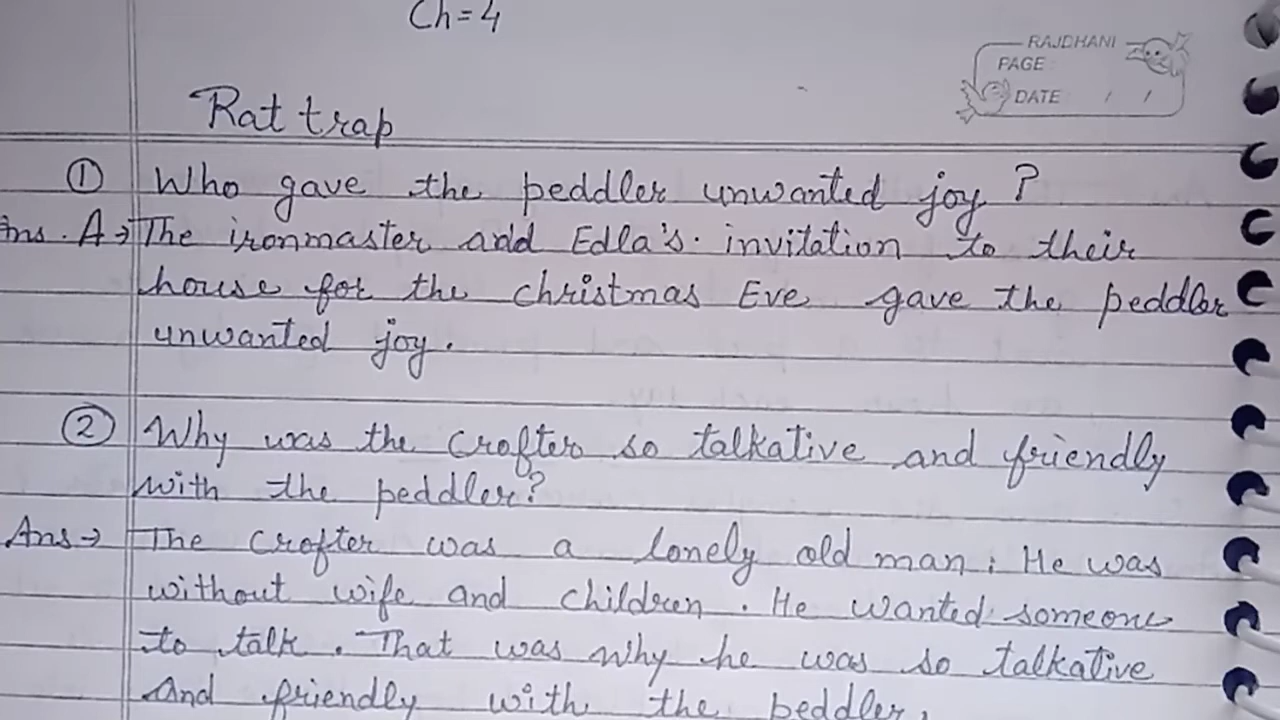 Ch=4
RAJDHANI
PAGE
DATE / /
Rat trap
① Who gave the peddler unwanted joy?
Ans. A→ The ironmaster add Edla's. invitation to their
house for the christmas Eve gave the peddler
unwanted joy.
② Why was the crofter so talkative and friendly
with the peddler?
Ans→ The crofter was a lonely old man. He was
without wife and children. He wanted someone
to talk. That was why he was so talkative
And friendly with the peddler.